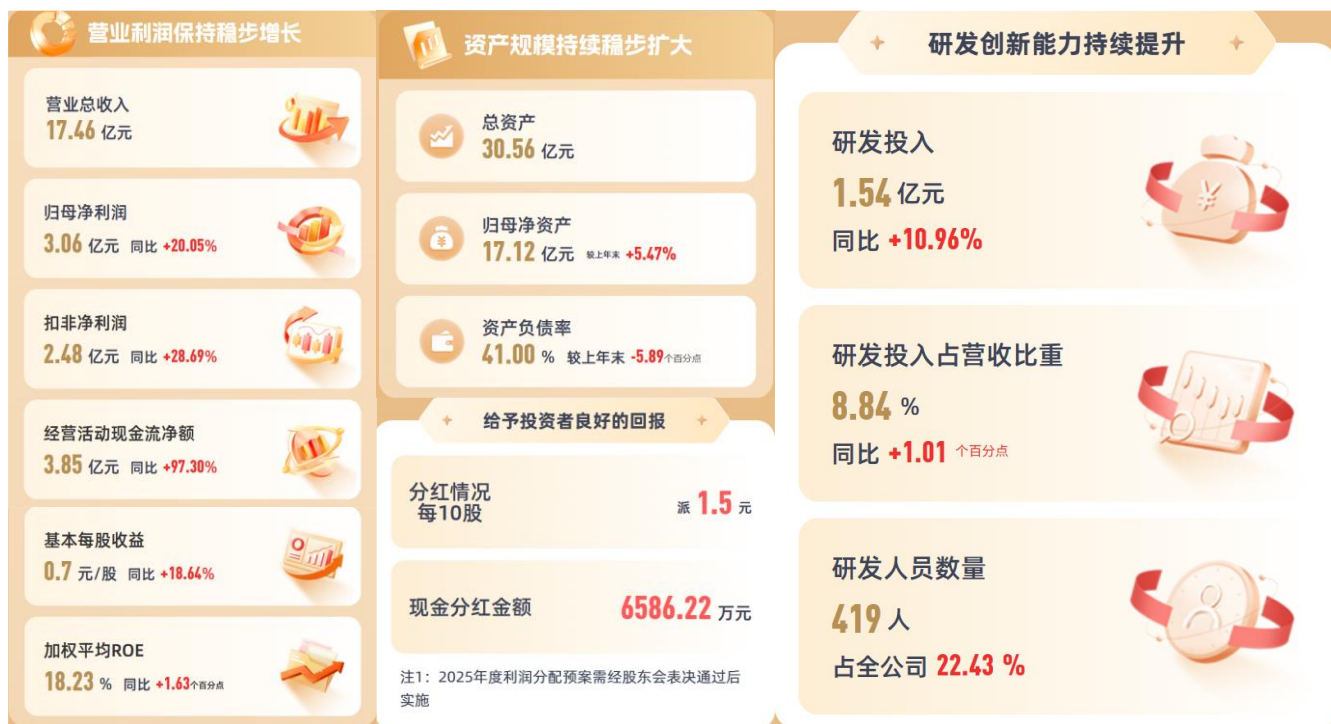 营业利润保持稳步增长
营业总收入
17.46 亿元
归母净利润
3.06 亿元 同比 +20.05%
扣非净利润
2.48 亿元 同比 +28.69%
经营活动现金流净额
3.85 亿元 同比 +97.30%
基本每股收益
0.7 元/股 同比 +18.64%
加权平均ROE
18.23 % 同比 +1.63个百分点
资产规模持续稳步扩大
总资产
30.56 亿元
归母净资产
17.12 亿元 较上年末 +5.47%
资产负债率
41.00 % 较上年末 -5.89个百分点
给予投资者良好的回报
分红情况
每10股
派 1.5 元
现金分红金额
6586.22 万元
注1：2025年度利润分配预案需经股东会表决通过后
实施
研发创新能力持续提升
研发投入
1.54 亿元
同比 +10.96%
研发投入占营收比重
8.84 %
同比 +1.01 个百分点
研发人员数量
419 人
占全公司 22.43 %